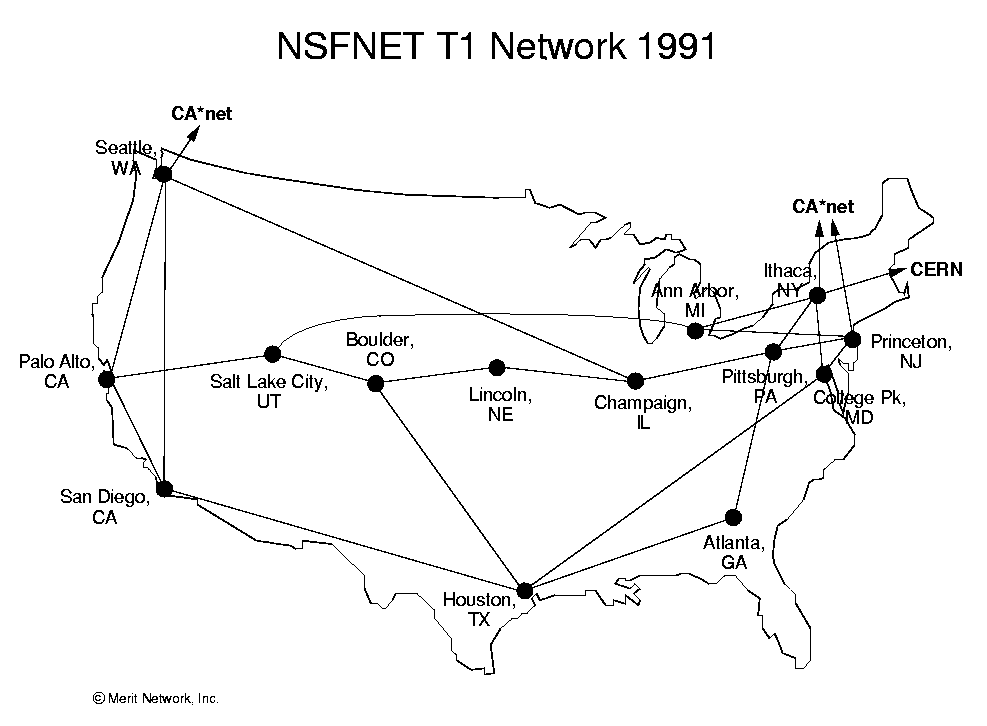 NSFNET T1 Network 1991
CA*net
Seattle,
WA
CA*net
Ithaca,
NY
CERN
Ann Arbor,
MI
Boulder,
CO
Princeton,
NJ
Palo Alto,
CA
Salt Lake City,
UT
Lincoln,
NE
Champaign,
IL
Pittsburgh,
PA
College Pk,
MD
San Diego,
CA
Atlanta,
GA
Houston,
TX
© Merit Network, Inc.